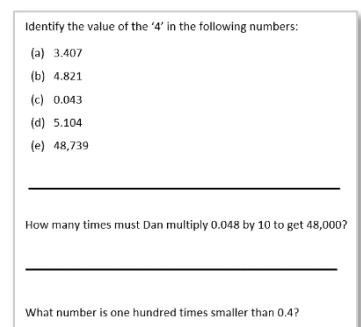 Identify the value of the ‘4’ in the following numbers:
(a) 3.407
(b) 4.821
(c) 0.043
(d) 5.104
(e) 48,739
How many times must Dan multiply 0.048 by 10 to get 48,000?
What number is one hundred times smaller than 0.4?